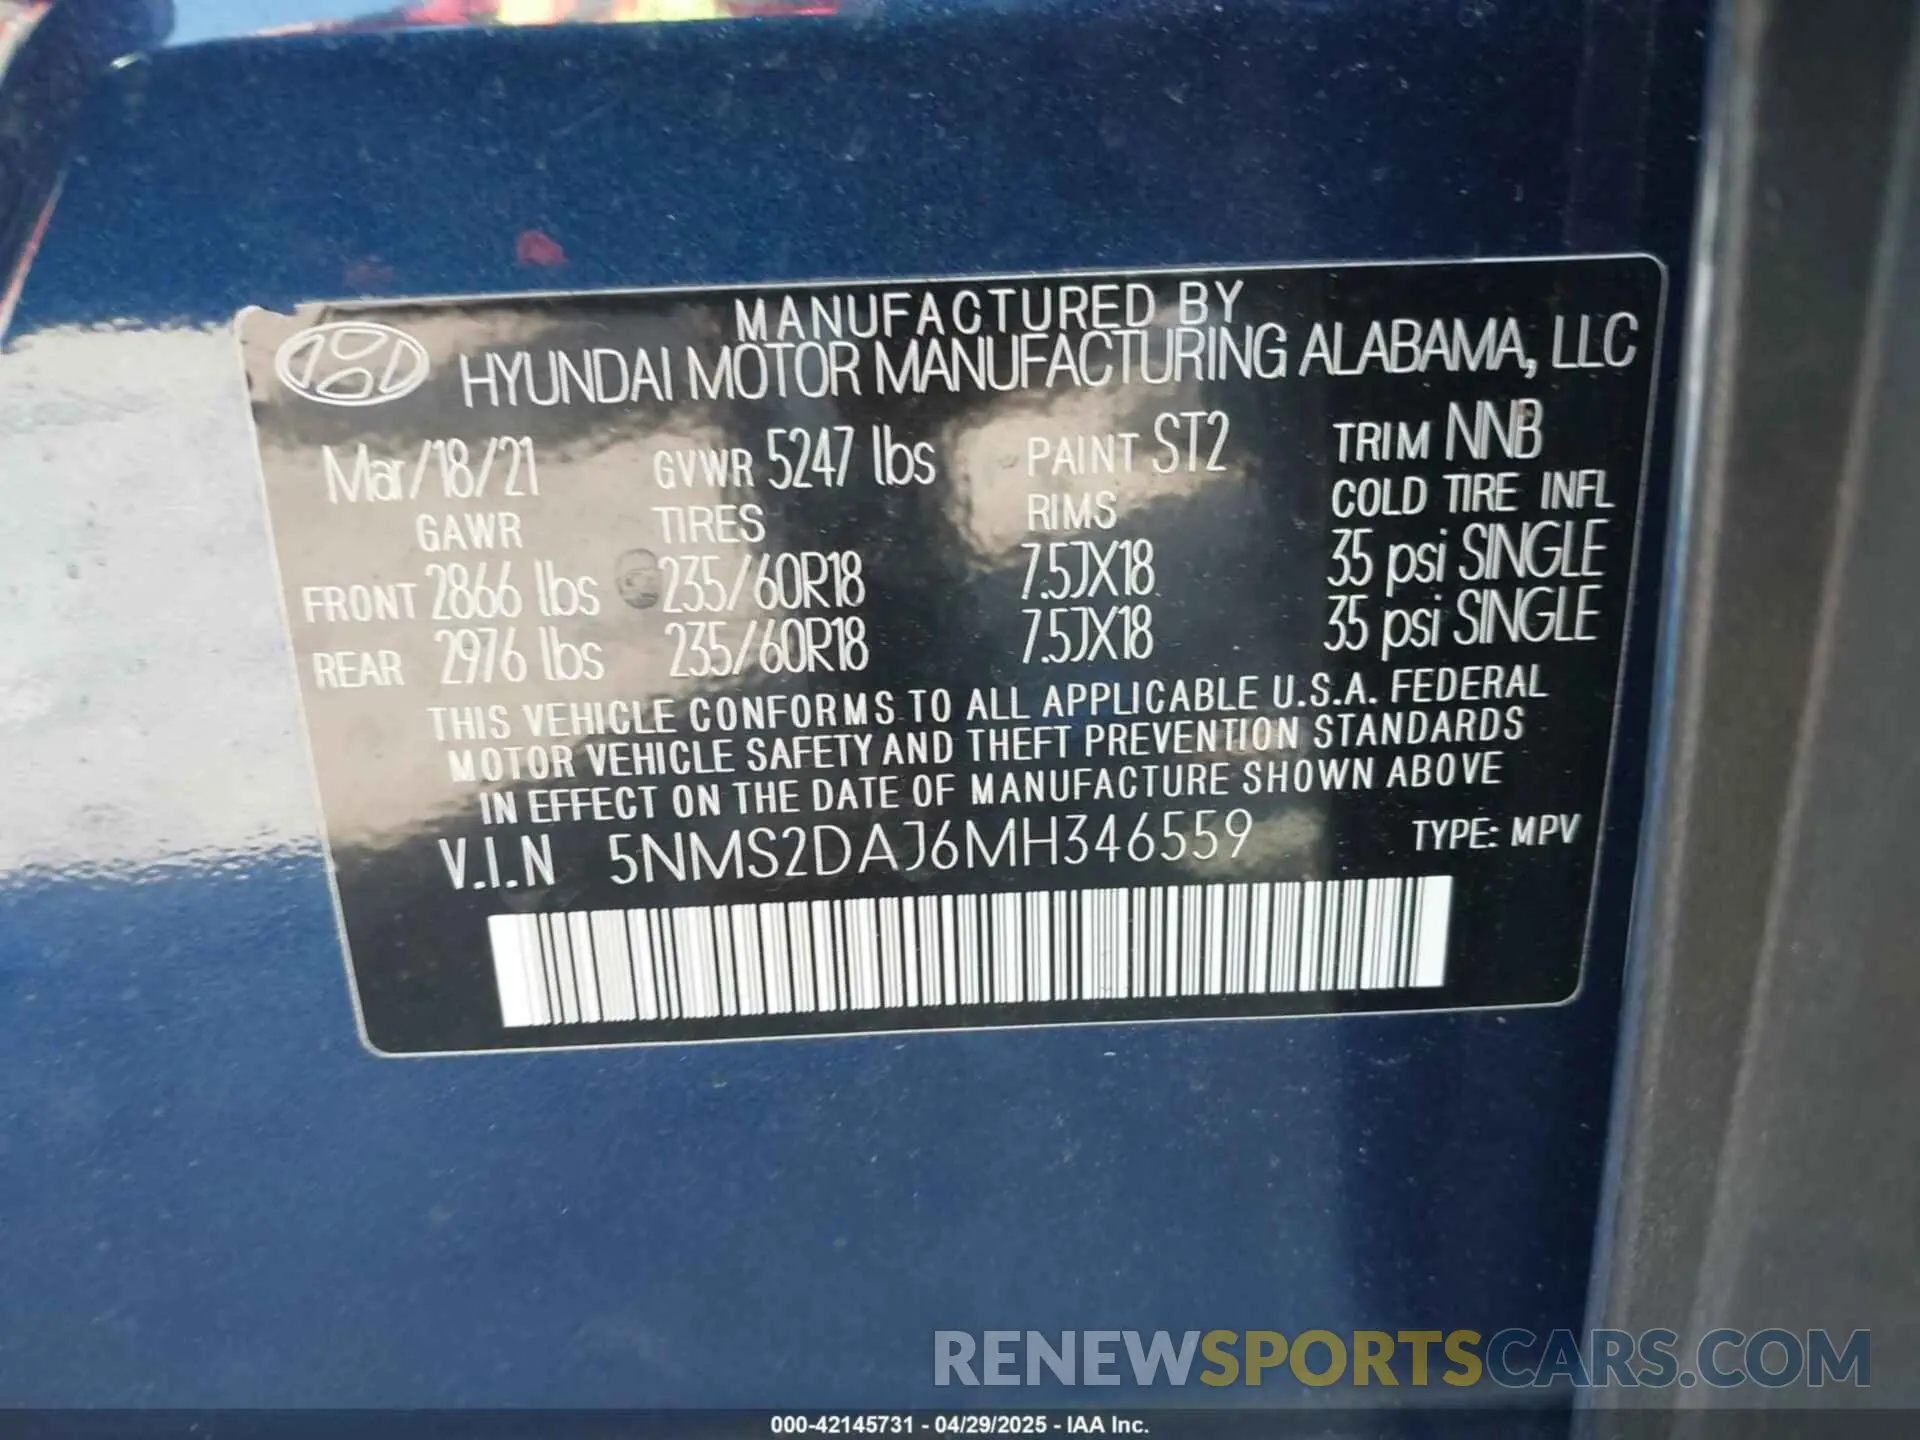 MANUFACTURED BY
HYUNDAI MOTOR MANUFACTURING ALABAMA, LLC
Mar/18/21 GVWR 5247 lbs PAINT ST2 TRIM NNB
GAWR TIRES RIMS COLD TIRE INFL
FRONT 2866 lbs 235/60R18 7.5JX18 35 psi SINGLE
REAR 2976 lbs 235/60R18 7.5JX18 35 psi SINGLE
THIS VEHICLE CONFORMS TO ALL APPLICABLE U.S.A. FEDERAL
MOTOR VEHICLE SAFETY AND THEFT PREVENTION STANDARDS
IN EFFECT ON THE DATE OF MANUFACTURE SHOWN ABOVE
V.I.N 5NMS2DAJ6MH346559 TYPE: MPV
RENEWSPORTSCARS.COM
000-42145731 - 04/29/2025 - IAA Inc.